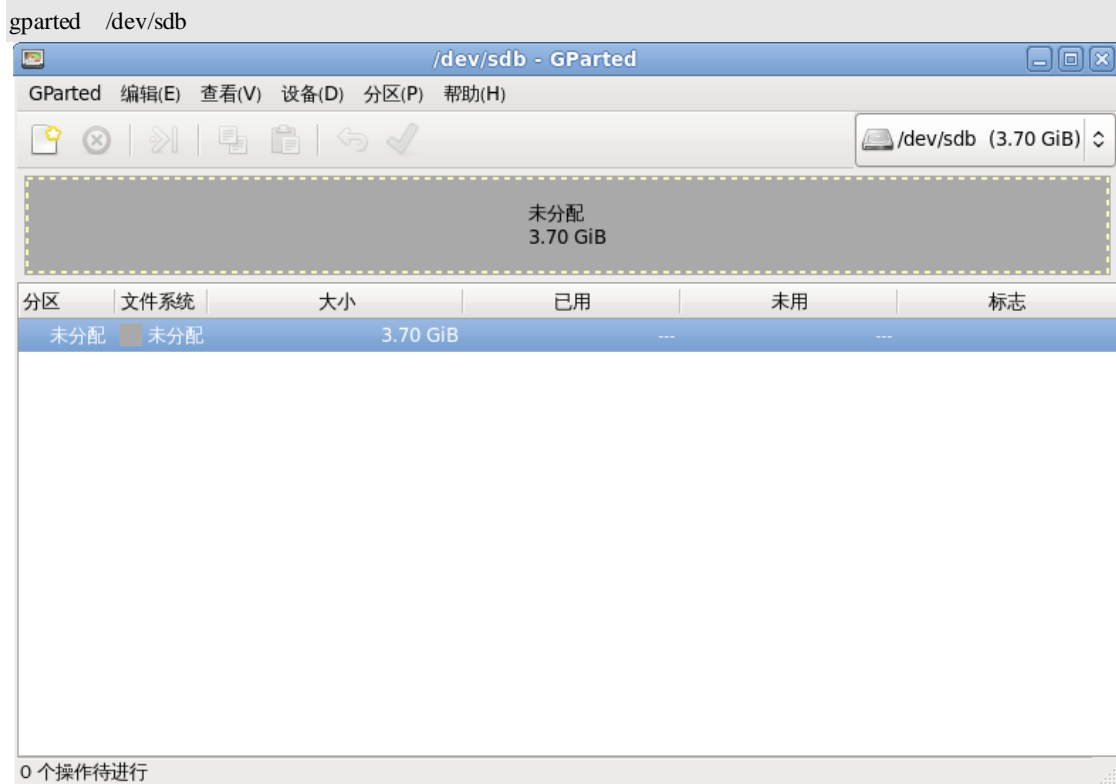 gparted /dev/sdb
/dev/sdb - GParted
GParted 编辑(E) 查看(V) 设备(D) 分区(P) 帮助(H)
/dev/sdb (3.70 GiB)
未分配
3.70 GiB
分区 文件系统 大小 已用 未用 标志
未分配 未分配 3.70 GiB --- ---
0 个操作待进行